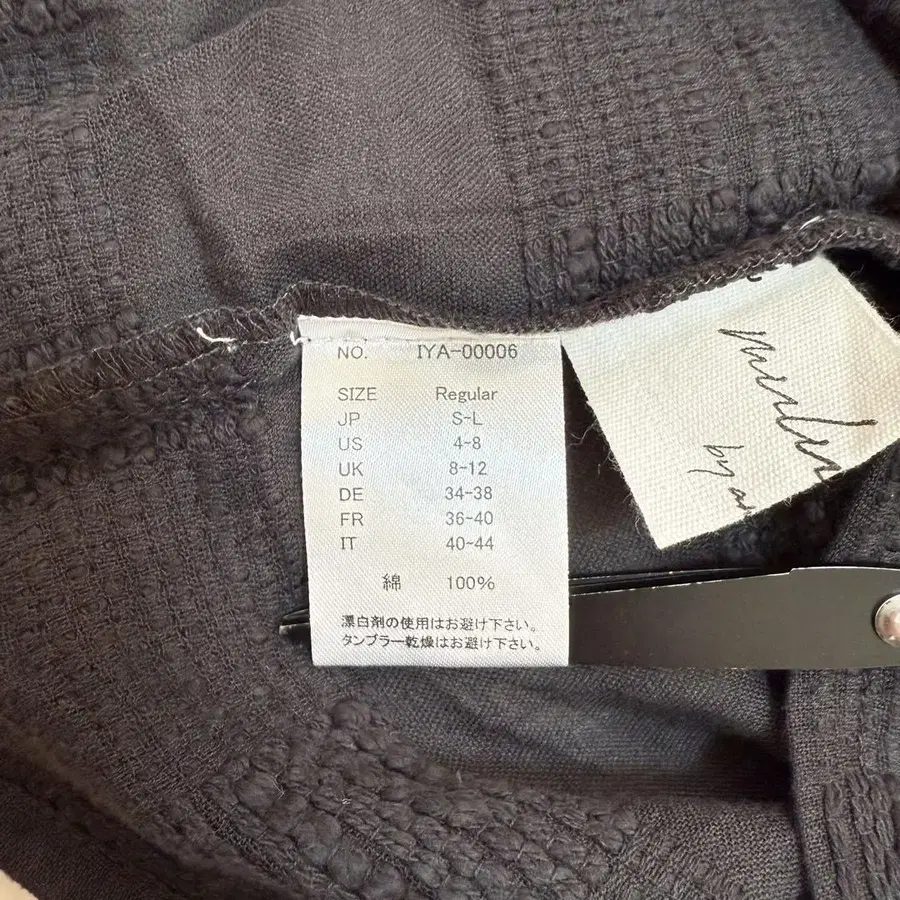 NO. IYA-00006
SIZE Regular
JP S-L
US 4-8
UK 8-12
DE 34-38
FR 36-40
IT 40-44
綿 100%
漂白剤の使用はお避け下さい。
タンブラー乾燥はお避け下さい。
by